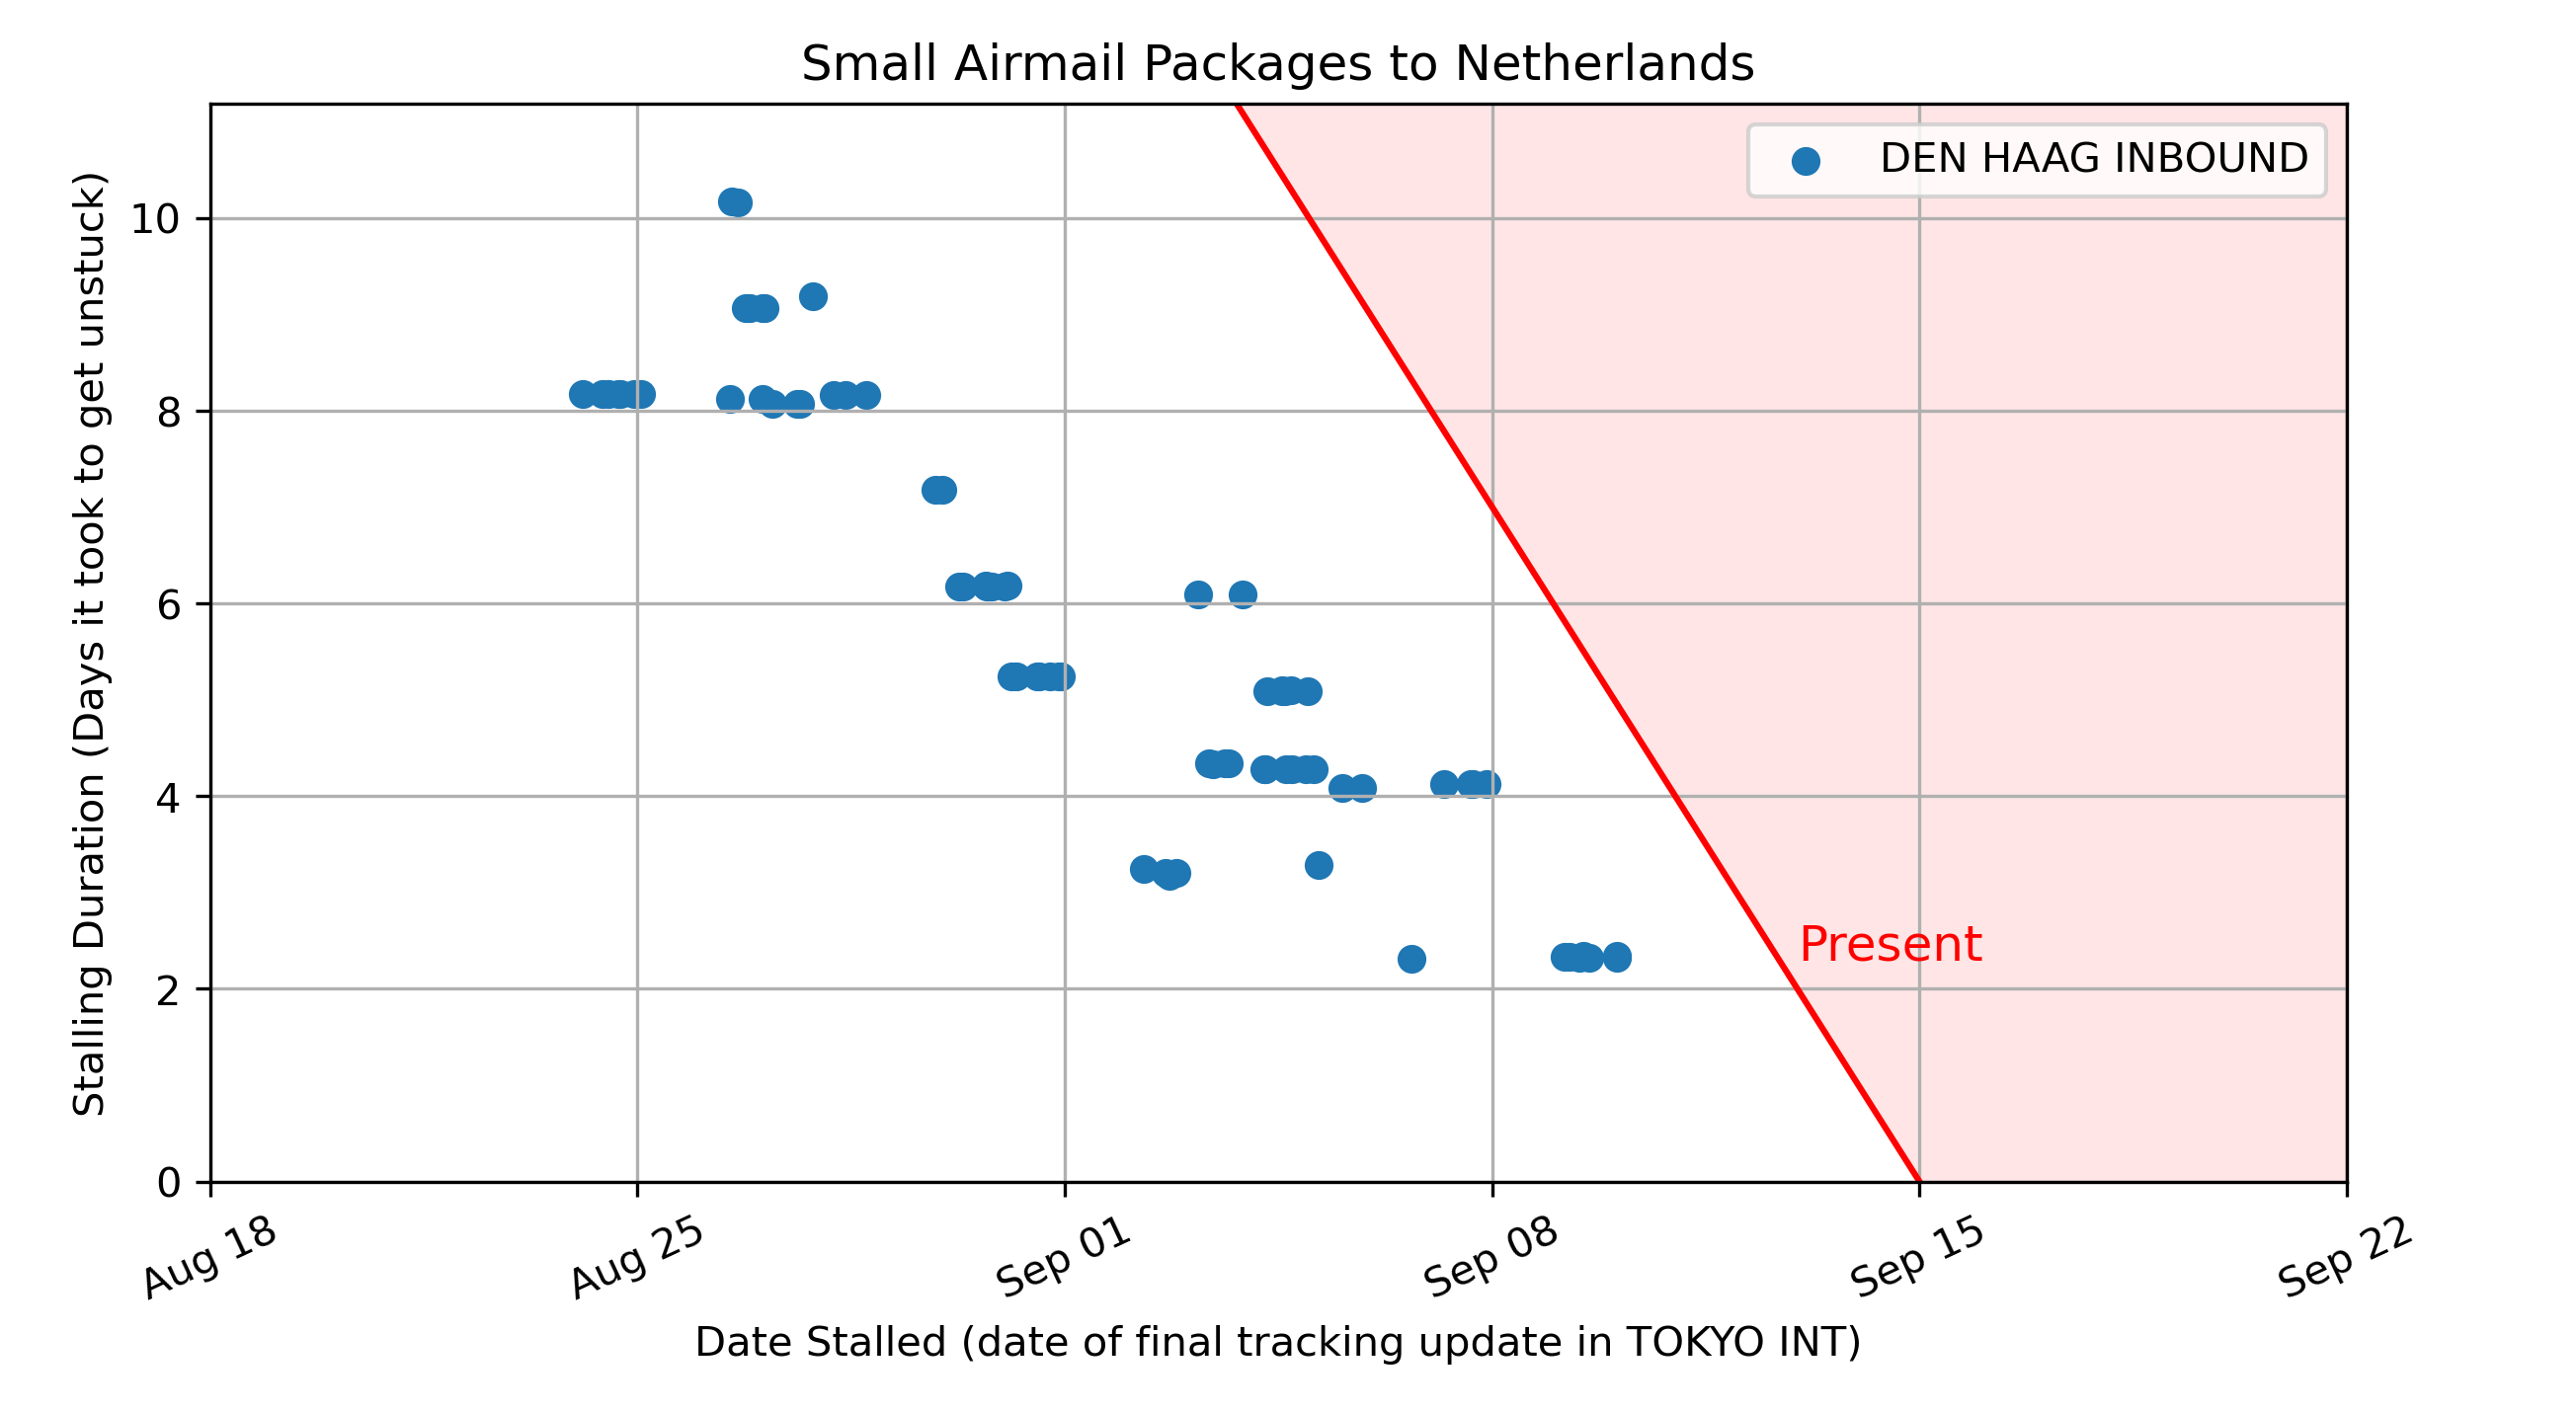 Small Airmail Packages to Netherlands
DEN HAAG INBOUND
Stalling Duration (Days it took to get unstuck)
10
8
6
4
2
0
Present
Aug 18
Aug 25
Sep 01
Sep 08
Sep 15
Sep 22
Date Stalled (date of final tracking update in TOKYO INT)